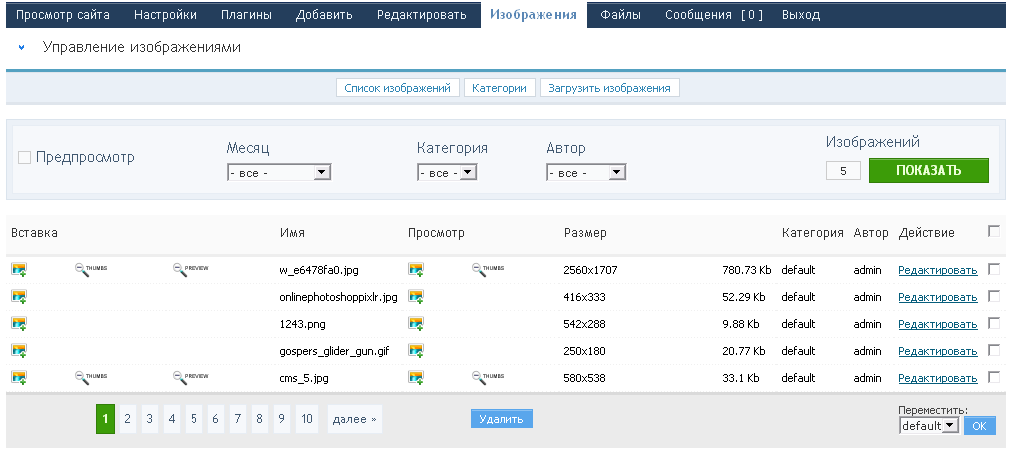 Просмотр сайта Настройки Плагины Добавить Редактировать Изображения Файлы Сообщения [ 0 ] Выход
Управление изображениями
Список изображений Категории Загрузить изображения
Предпросмотр Месяц Категория Автор Изображений
- все - - все - - все - 5 ПОКАЗАТЬ
Вставка Имя Просмотр Размер Категория Автор Действие
THUMBS PREVIEW w_e6478fa0.jpg THUMBS 2560x1707 780.73 Kb default admin Редактировать
onlinephotoshoppixlr.jpg 416x333 52.29 Kb default admin Редактировать
1243.png 542x288 9.88 Kb default admin Редактировать
gospers_glider_gun.gif 250x180 20.77 Kb default admin Редактировать
THUMBS PREVIEW cms_5.jpg THUMBS 580x538 33.1 Kb default admin Редактировать
1 2 3 4 5 6 7 8 9 10 далее » Удалить Переместить:
default OK